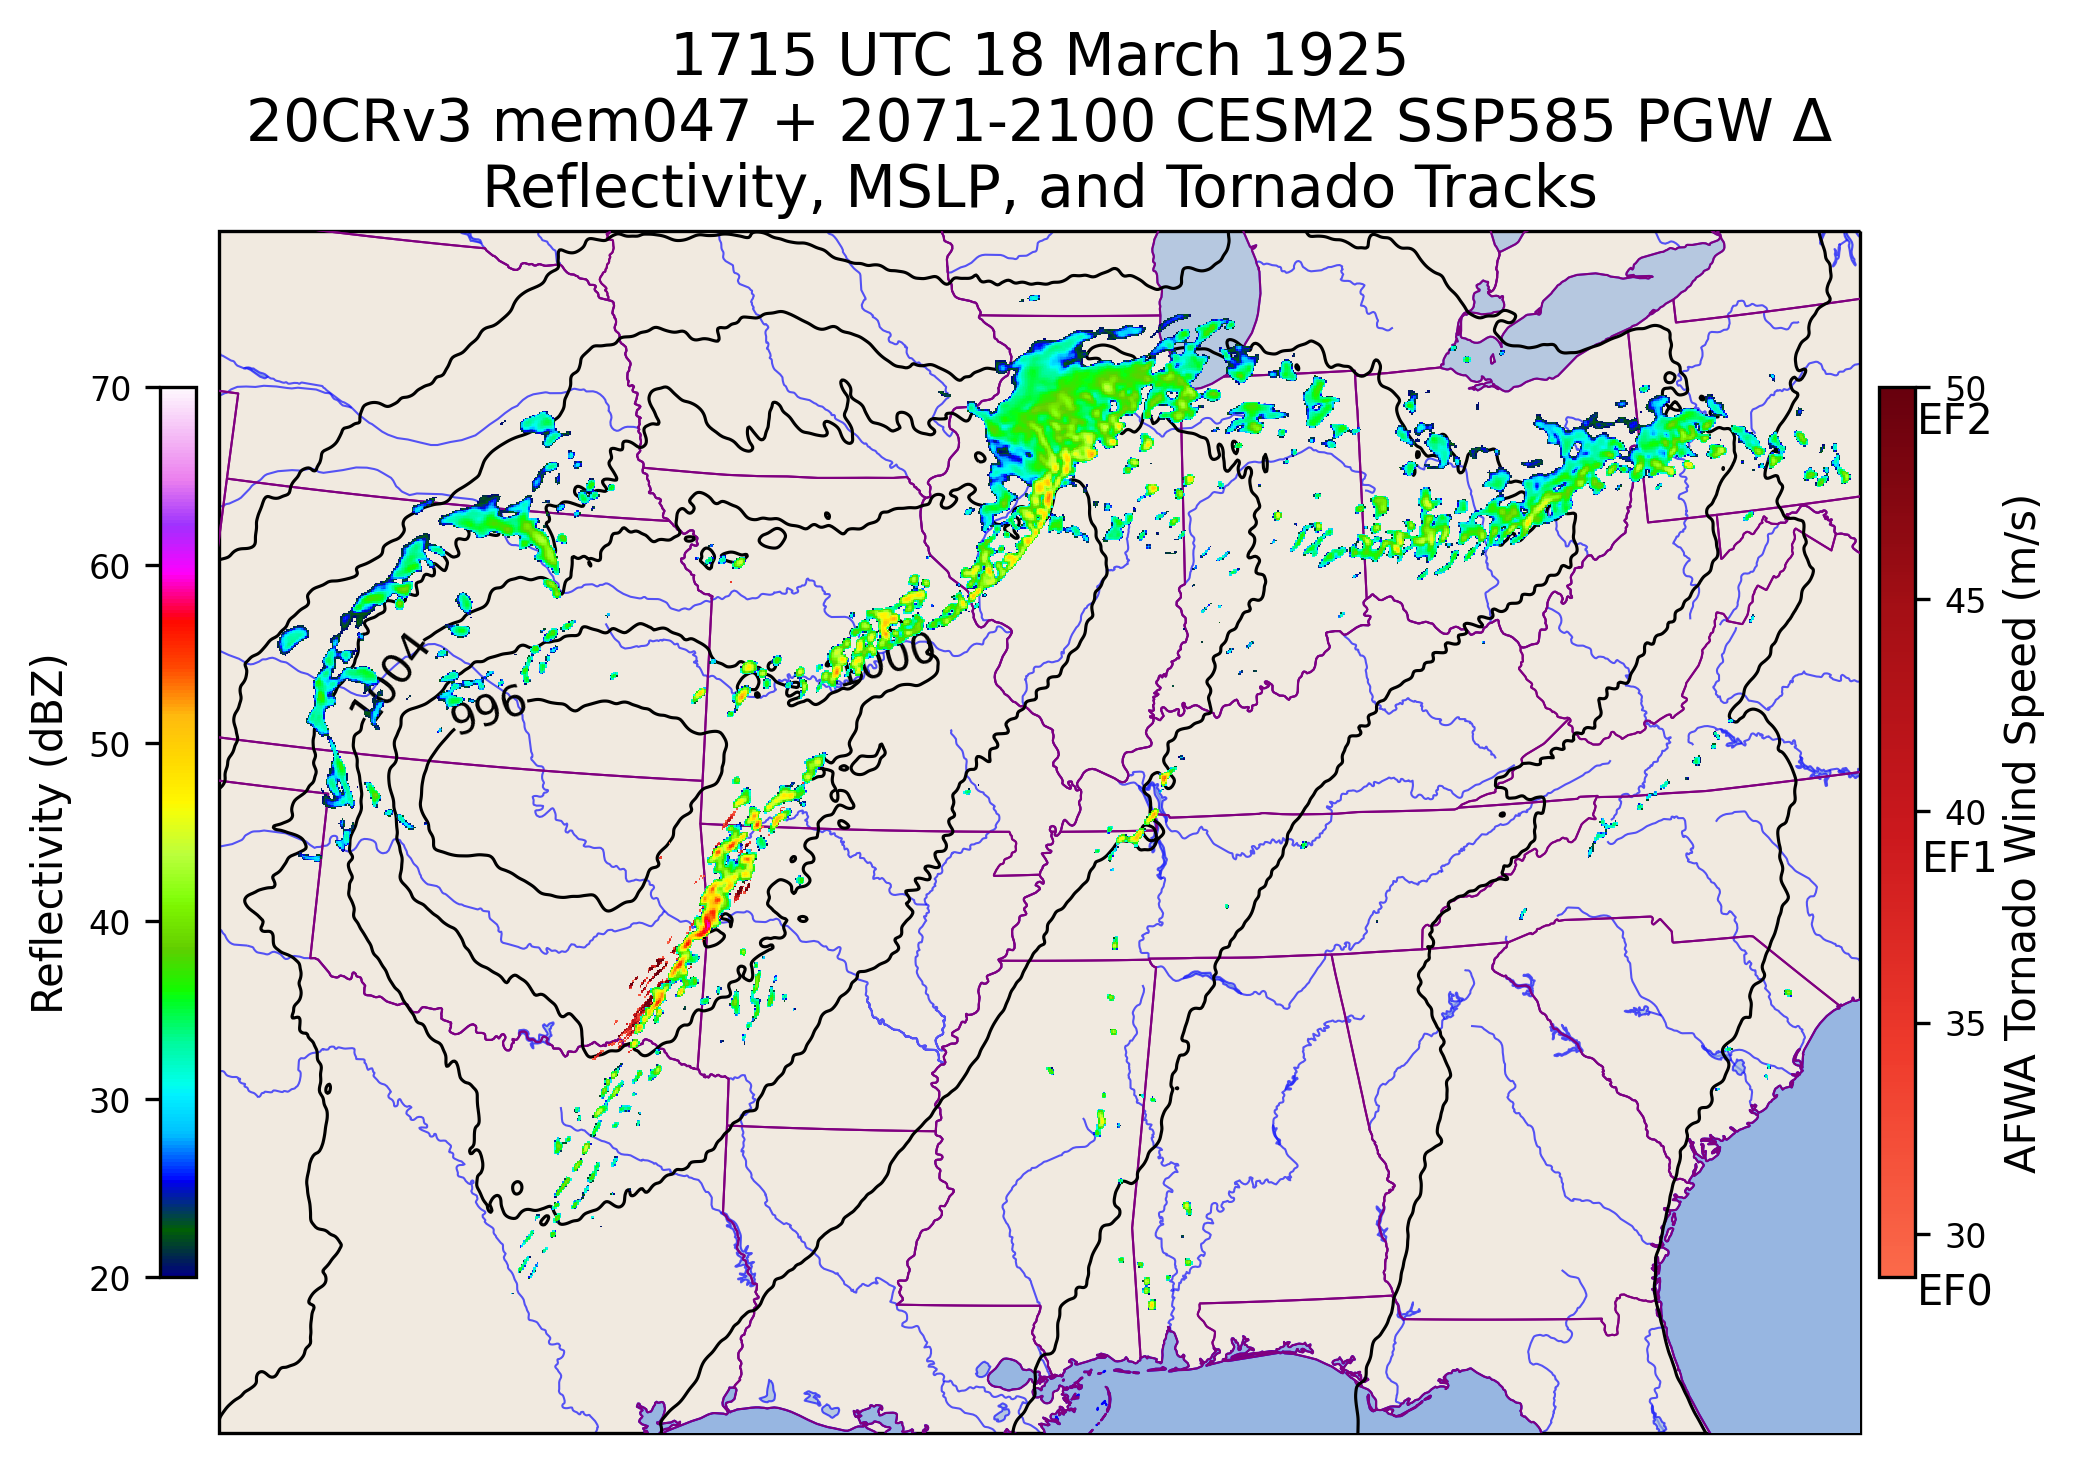 1715 UTC 18 March 1925
20CRv3 mem047 + 2071-2100 CESM2 SSP585 PGW Δ
Reflectivity, MSLP, and Tornado Tracks
Reflectivity (dBZ)
70
60
50
40
30
20
1004
996
1000
50
EF2
45
40
EF1
35
30
EF0
AFWA Tornado Wind Speed (m/s)